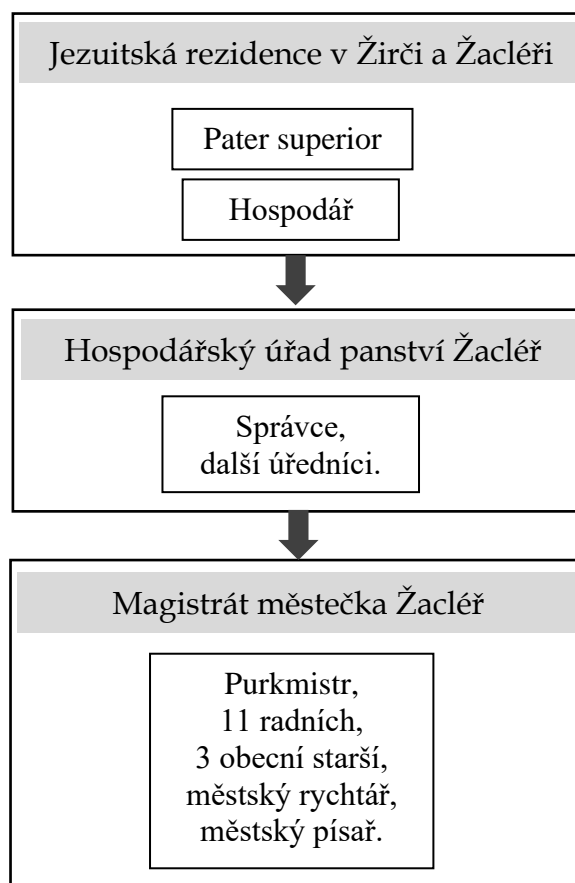 Jezuitská rezidence v Žirči a Žacléři
Pater superior
Hospodář
Hospodářský úřad panství Žacléř
Správce,
další úředníci.
Magistrát městečka Žacléř
Purkmistr,
11 radních,
3 obecní starší,
městský rychtář,
městský písař.